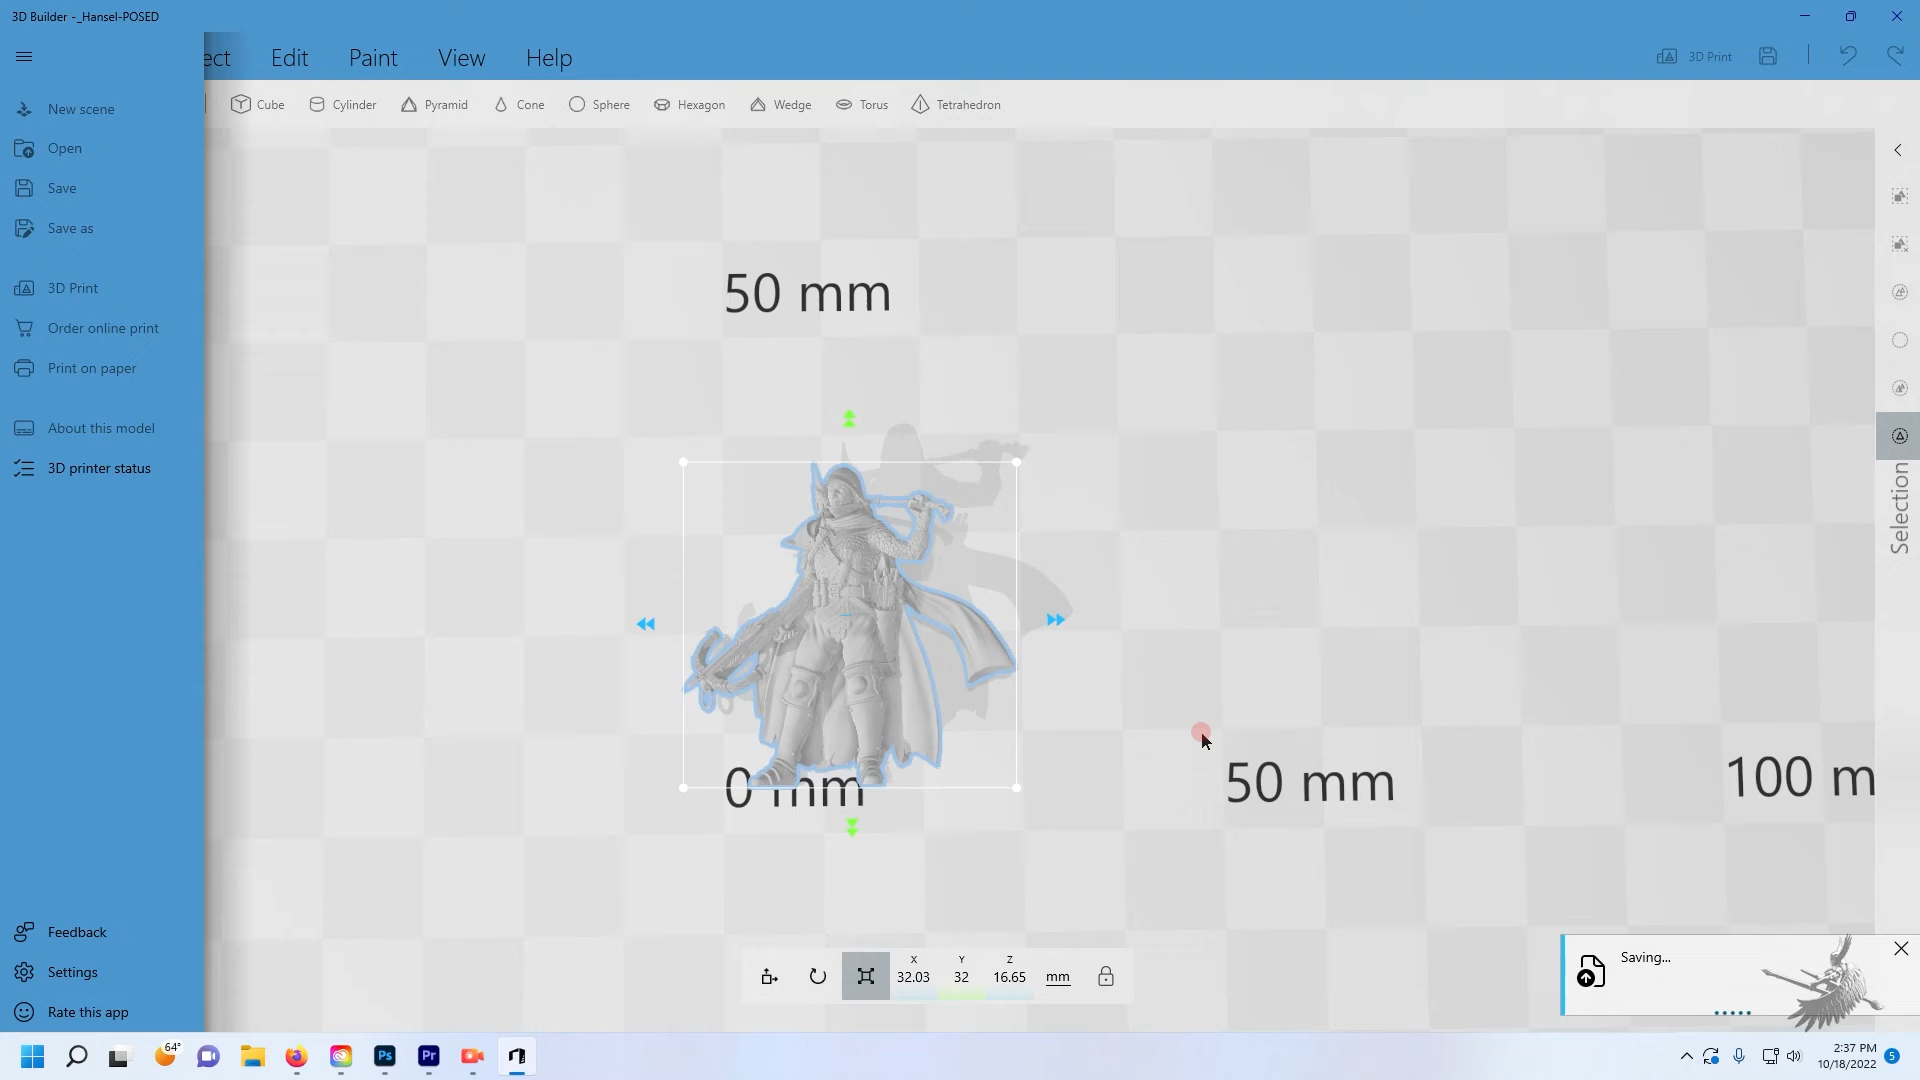 3D Builder -_Hansel-POSED
ect Edit Paint View Help
3D Print
Cube Cylinder Pyramid Cone Sphere Hexagon Wedge Torus Tetrahedron
New scene
Open
Save
Save as
3D Print
Order online print
Print on paper
About this model
3D printer status
Feedback
Settings
Rate this app
50 mm
0 mm
50 mm
100 m
Selection
X Y Z
32.03 32 16.65 mm
Saving...
64°
Ps Pr
2:37 PM
10/18/2022
5